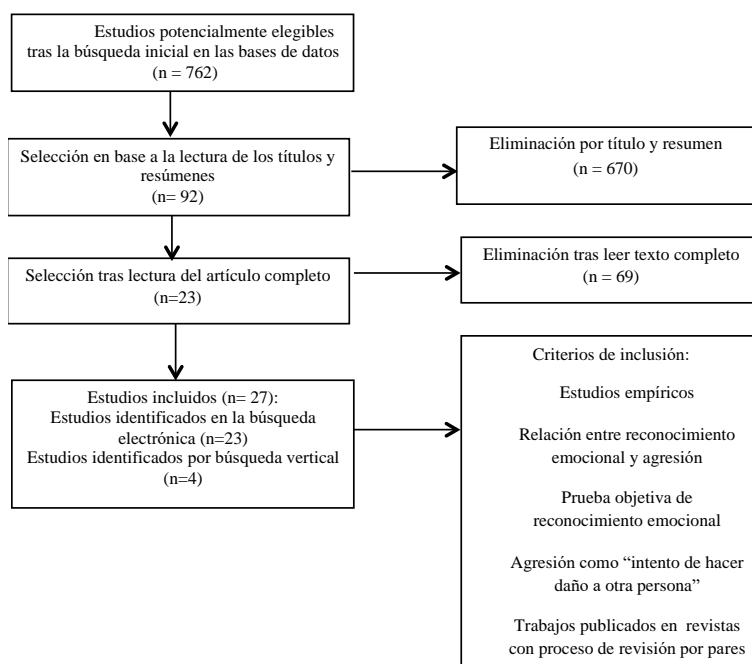 Estudios potencialmente elegibles
tras la búsqueda inicial en las bases de datos
(n = 762)
Selección en base a la lectura de los títulos y
resúmenes
(n= 92)
Eliminación por título y resumen
(n = 670)
Selección tras lectura del artículo completo
(n=23)
Eliminación tras leer texto completo
(n = 69)
Estudios incluidos (n= 27):
Estudios identificados en la búsqueda
electrónica (n=23)
Estudios identificados por búsqueda vertical
(n=4)
Criterios de inclusión:
Estudios empíricos
Relación entre reconocimiento
emocional y agresión
Prueba objetiva de
reconocimiento emocional
Agresión como “intento de hacer
daño a otra persona”
Trabajos publicados en revistas
con proceso de revisión por pares